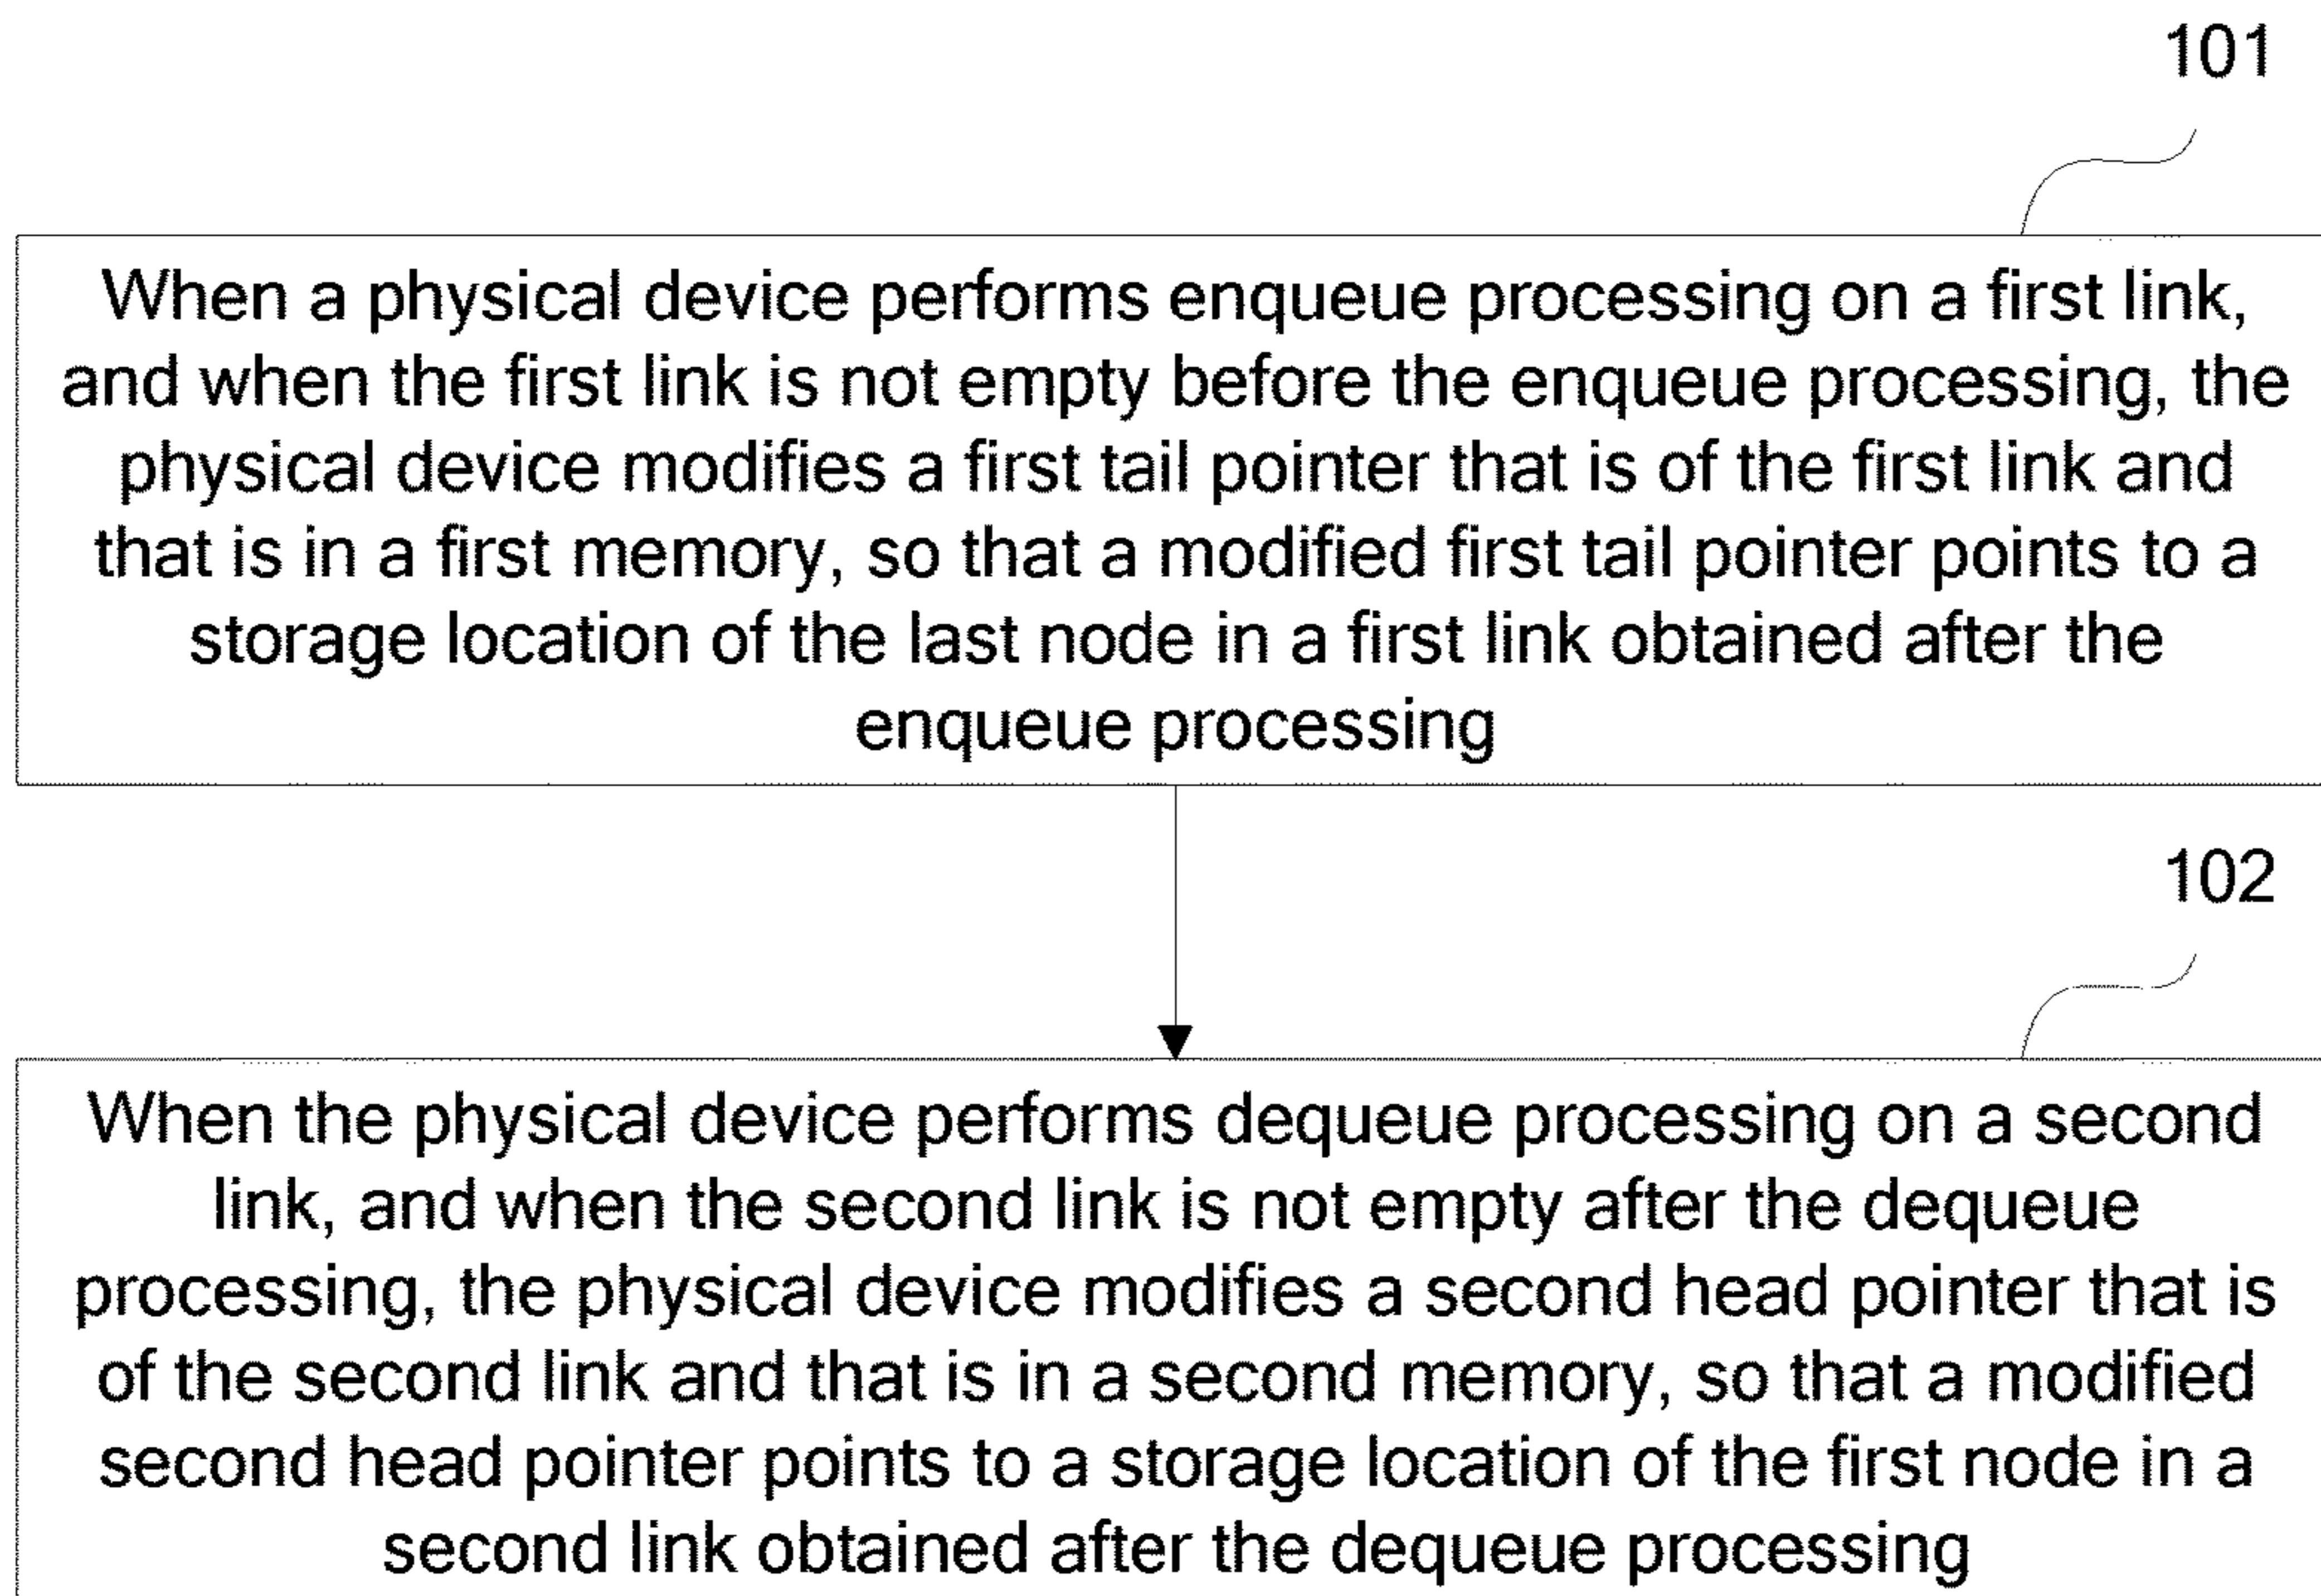 101
When a physical device performs enqueue processing on a first link,
and when the first link is not empty before the enqueue processing, the
physical device modifies a first tail pointer that is of the first link and
that is in a first memory, so that a modified first tail pointer points to a
storage location of the last node in a first link obtained after the
enqueue processing
102
When the physical device performs dequeue processing on a second
link, and when the second link is not empty after the dequeue
processing, the physical device modifies a second head pointer that is
of the second link and that is in a second memory, so that a modified
second head pointer points to a storage location of the first node in a
second link obtained after the dequeue processing